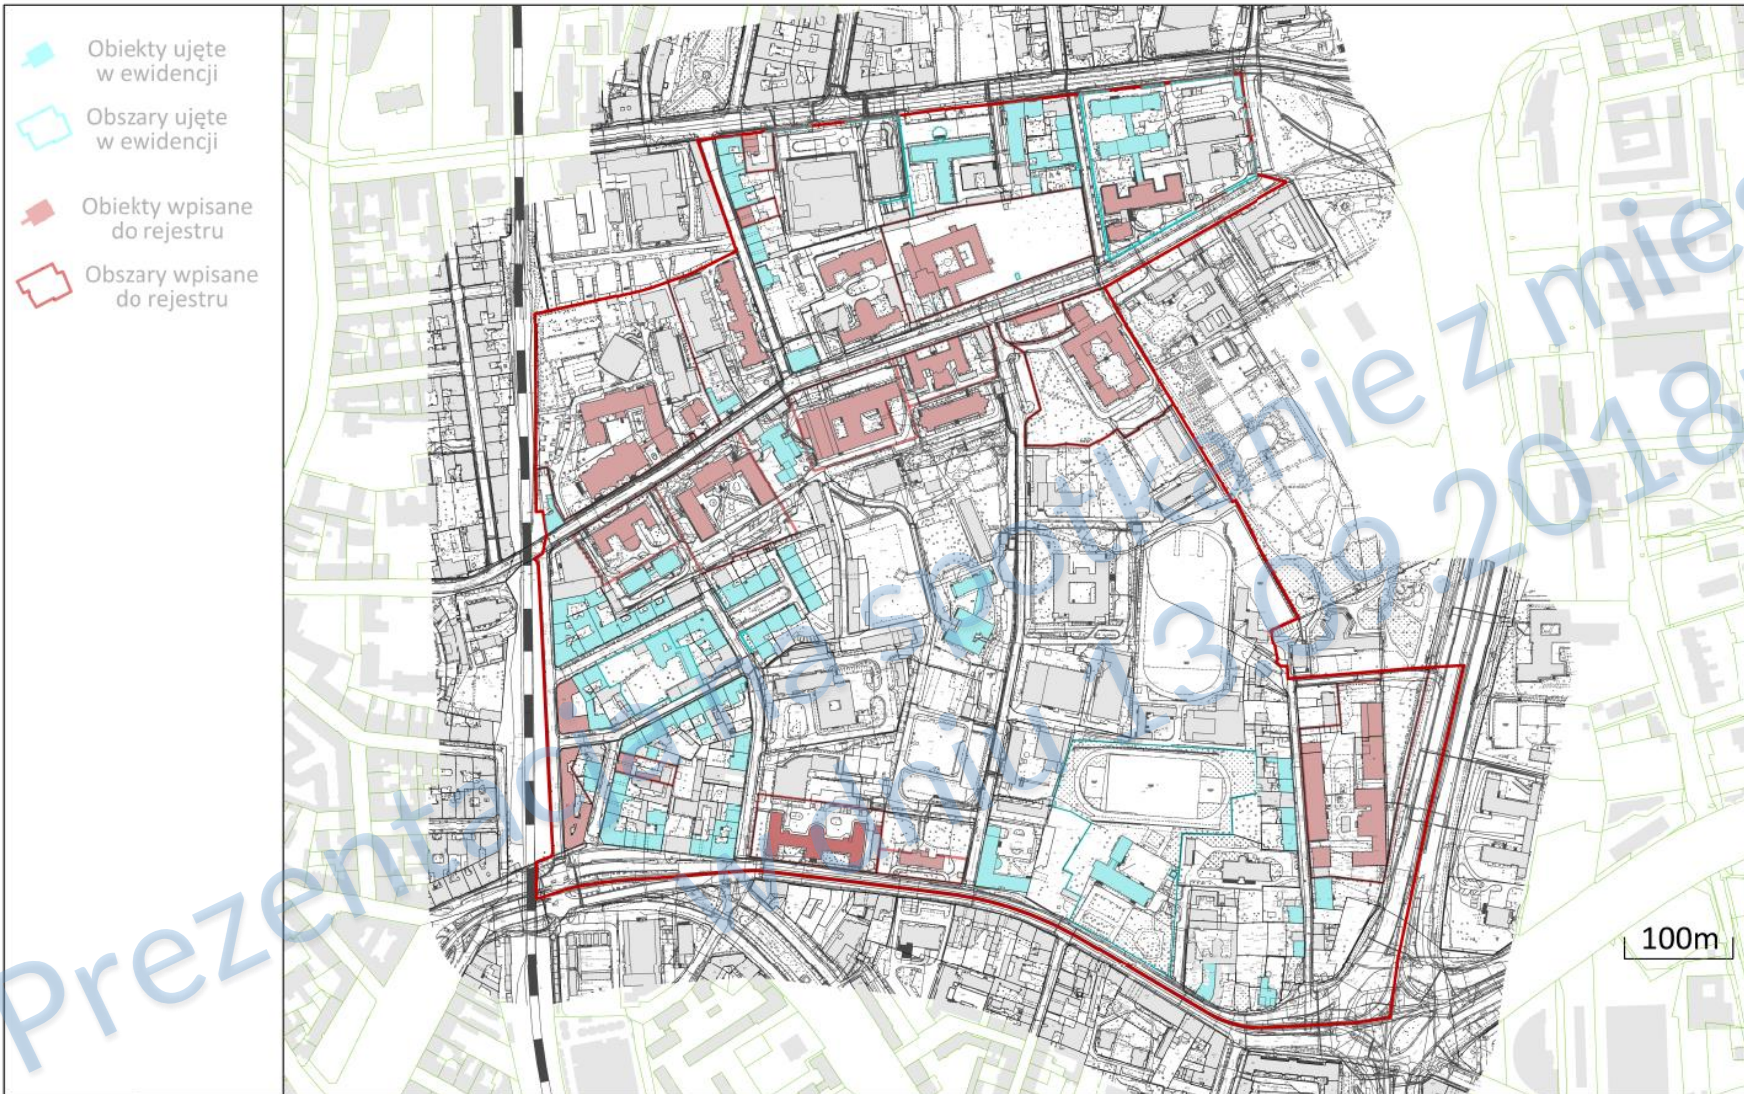 Obiekty ujęte
w ewidencji
Obszary ujęte
w ewidencji
Obiekty wpisane
do rejestru
Obszary wpisane
do rejestru
Prezentacja na spotkanie z
w dniu 13.09.2018
100m